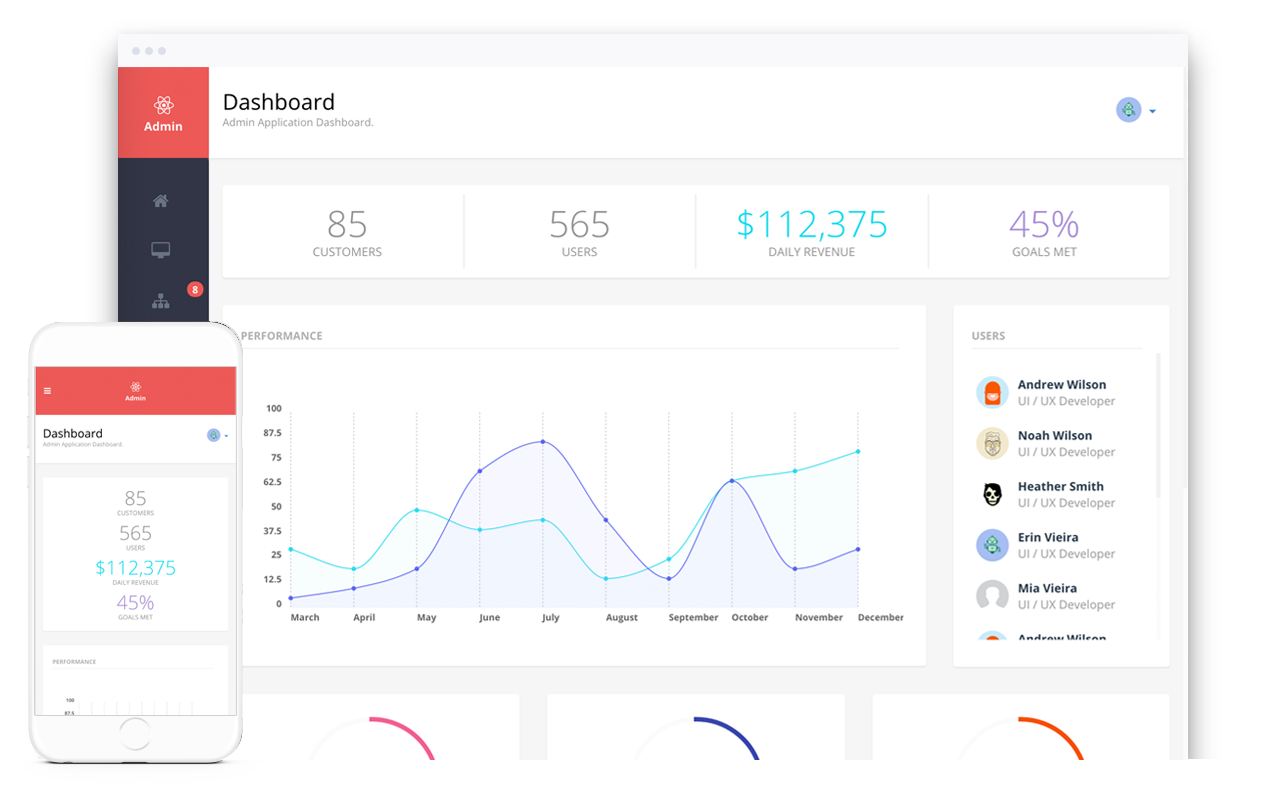 Admin
Dashboard
Admin Application Dashboard.
85
CUSTOMERS
565
USERS
$112,375
DAILY REVENUE
45%
GOALS MET
8
PERFORMANCE
100
87.5
75
62.5
50
37.5
25
12.5
0
March April May June July August September October November December
USERS
Andrew Wilson
UI / UX Developer
Noah Wilson
UI / UX Developer
Heather Smith
UI / UX Developer
Erin Vieira
UI / UX Developer
Mia Vieira
UI / UX Developer
Andrew Wilson
Admin
Dashboard
Admin Application Dashboard.
85
CUSTOMERS
565
USERS
$112,375
DAILY REVENUE
45%
GOALS MET
PERFORMANCE
100
87.5